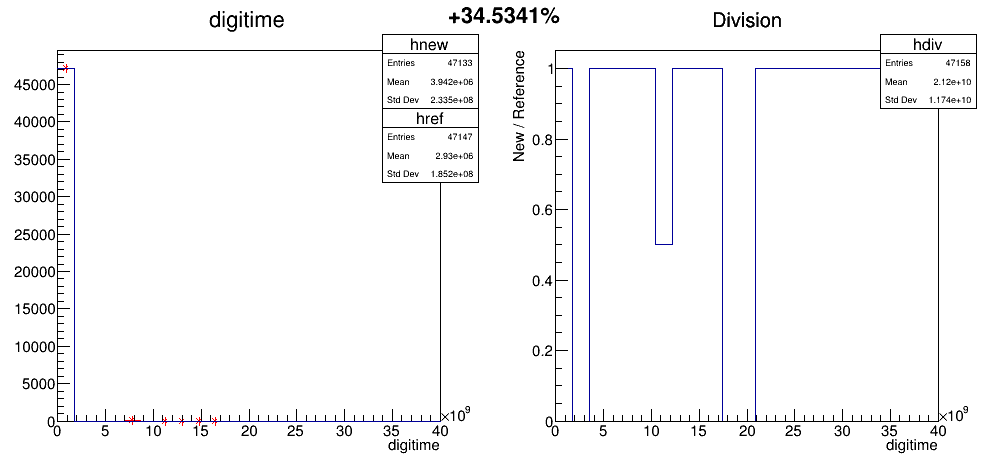 +34.5341%
digitime
hnew
Entries 47133
Mean 3.942e+06
Std Dev 2.335e+08
href
Entries 47147
Mean 2.93e+06
Std Dev 1.852e+08
45000
40000
35000
30000
25000
20000
15000
10000
5000
0
0 5 10 15 20 25 30 35 40
×10⁹
digitime
Division
hdiv
Entries 47158
Mean 2.12e+10
Std Dev 1.174e+10
New / Reference
1
0.8
0.6
0.4
0.2
0
0 5 10 15 20 25 30 35 40
×10⁹
digitime